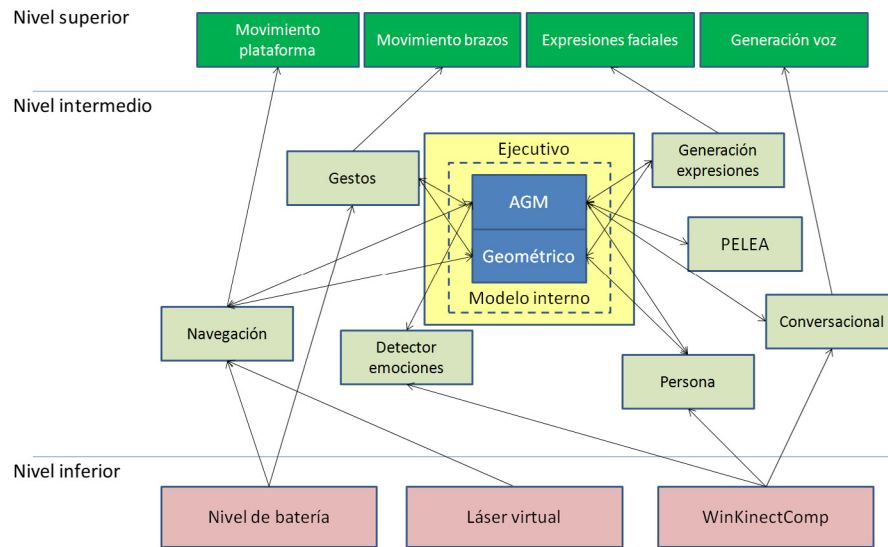 Nivel superior
Movimiento
plataforma
Movimiento brazos
Expresiones faciales
Generación voz
Nivel intermedio
Ejecutivo
Gestos
Generación
expresiones
AGM
PELEA
Geométrico
Modelo interno
Navegación
Detector
emociones
Conversacional
Persona
Nivel inferior
Nivel de batería
Láser virtual
WinKinectComp